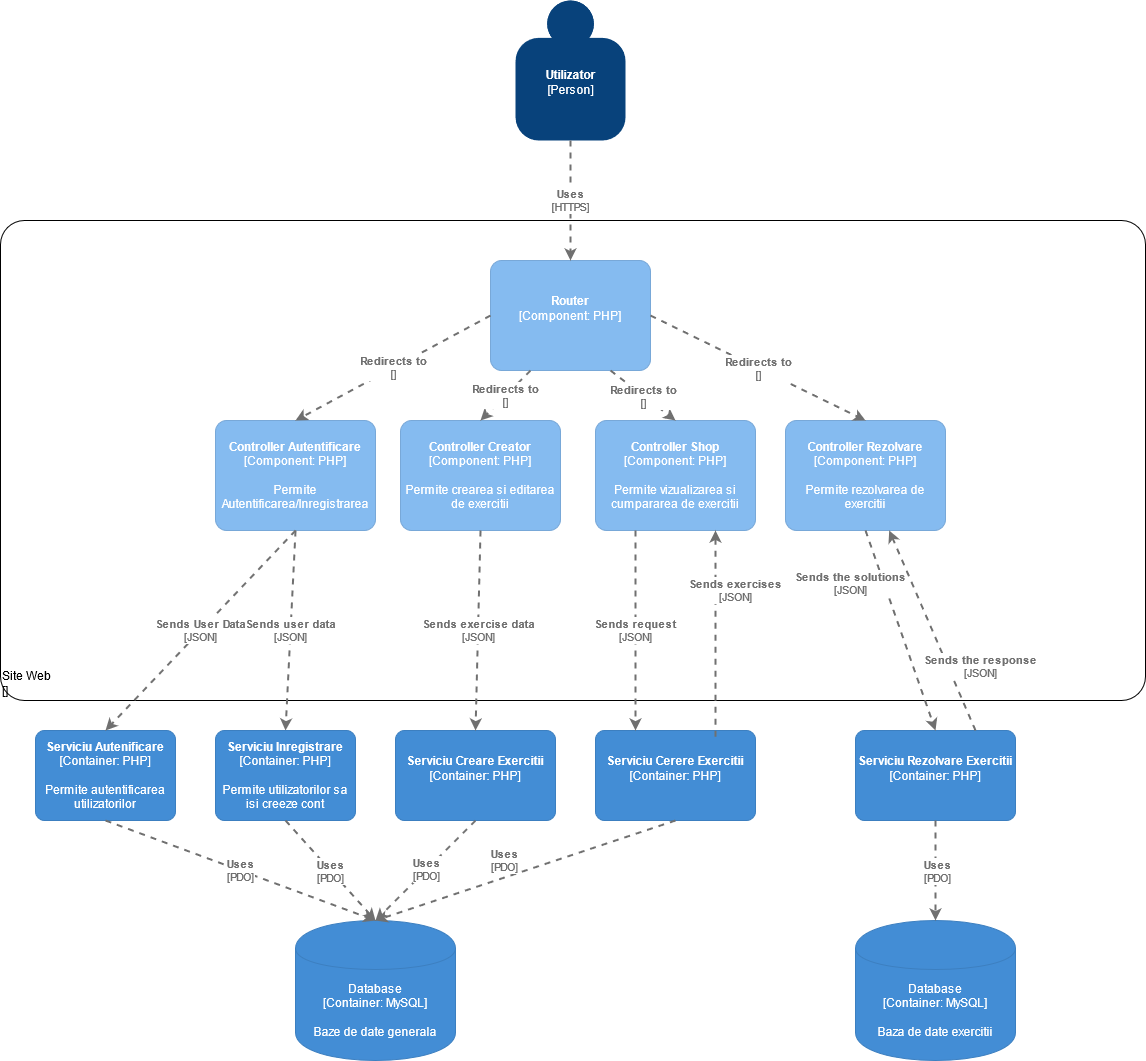 Utilizator
[Person]
Uses
[HTTPS]
Router
[Component: PHP]
Redirects to
[]
Redirects to
[]
Redirects to
[]
Redirects to
[]
Controller Autentificare
[Component: PHP]
Permite
Autentificarea/Inregistrarea
Controller Creator
[Component: PHP]
Permite crearea si editarea
de exercitii
Controller Shop
[Component: PHP]
Permite vizualizarea si
cumpararea de exercitii
Controller Rezolvare
[Component: PHP]
Permite rezolvarea de
exercitii
Sends User Data
[JSON]
Sends user data
[JSON]
Sends exercise data
[JSON]
Sends request
[JSON]
Sends exercises
[JSON]
Sends the solutions
[JSON]
Sends the response
[JSON]
Site Web
[]
Serviciu Autenificare
[Container: PHP]
Permite autentificarea
utilizatorilor
Serviciu Inregistrare
[Container: PHP]
Permite utilizatorilor sa
isi creeze cont
Serviciu Creare Exercitii
[Container: PHP]
Serviciu Cerere Exercitii
[Container: PHP]
Serviciu Rezolvare Exercitii
[Container: PHP]
Uses
[PDO]
Uses
[PDO]
Uses
[PDO]
Uses
[PDO]
Uses
[PDO]
Database
[Container: MySQL]
Baze de date generala
Database
[Container: MySQL]
Baza de date exercitii